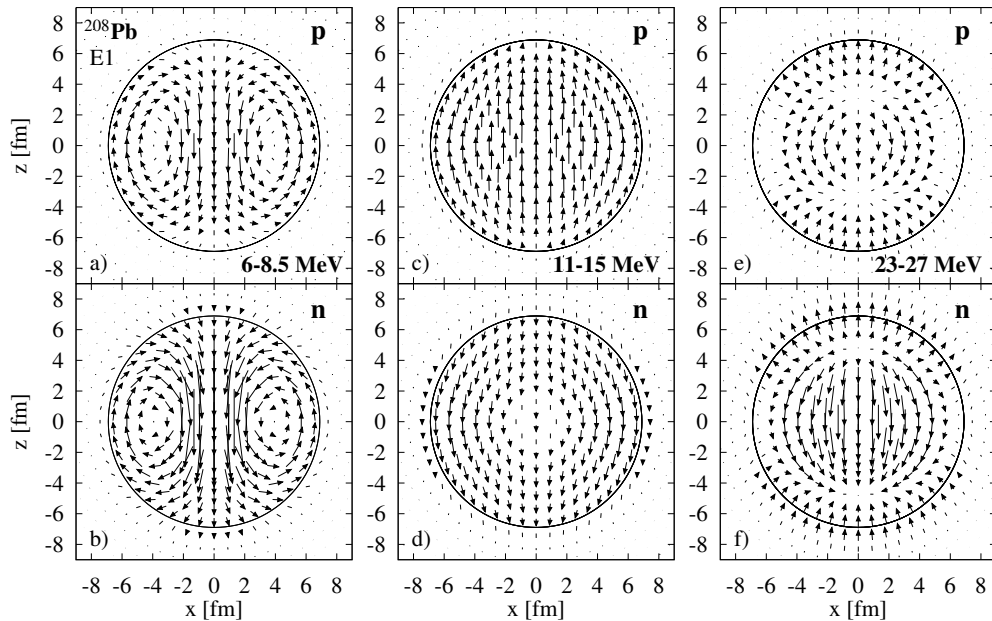 ²⁰⁸Pb
E1
p
p
p
8
6
4
2
0
-2
-4
-6
-8
z [fm]
a)
6-8.5 MeV
c)
11-15 MeV
e)
23-27 MeV
n
n
n
8
6
4
2
0
-2
-4
-6
-8
z [fm]
b)
d)
f)
-8 -6 -4 -2 0 2 4 6 8
-8 -6 -4 -2 0 2 4 6 8
-8 -6 -4 -2 0 2 4 6 8
x [fm]
x [fm]
x [fm]